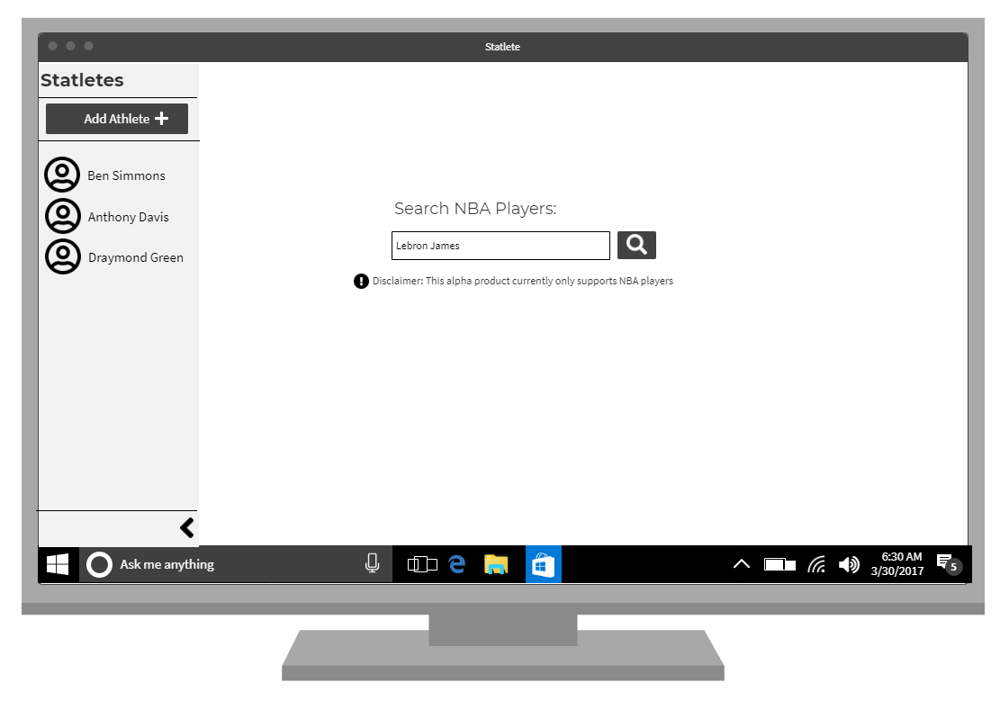 Statlete
Statletes
Add Athlete
Ben Simmons
Anthony Davis
Draymond Green
Search NBA Players:
Lebron James
Disclaimer: This alpha product currently only supports NBA players
Ask me anything
6:30 AM
3/30/2017
5